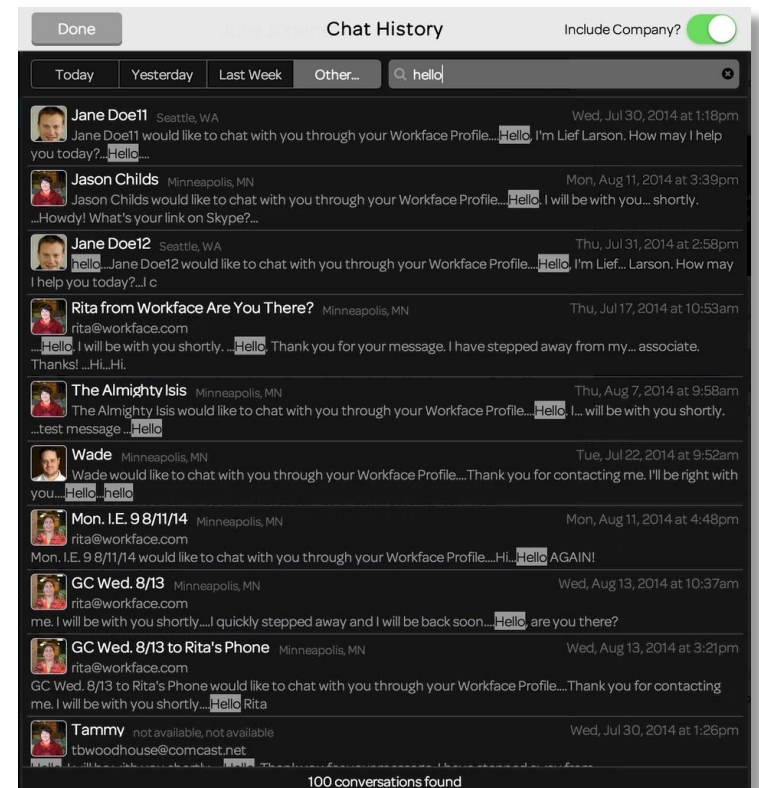 Done
Chat History
Include Company?
Today Yesterday Last Week Other... hello
Jane Doe11 Seattle, WA Wed, Jul 30, 2014 at 1:18pm
Jane Doe11 would like to chat with you through your Workface Profile....Hello, I'm Lief Larson. How may I help
you today?...Hello....
Jason Childs Minneapolis, MN Mon, Aug 11, 2014 at 3:39pm
Jason Childs would like to chat with you through your Workface Profile....Hello. I will be with you... shortly.
...Howdy! What's your link on Skype?...
Jane Doe12 Seattle, WA Thu, Jul 31, 2014 at 2:58pm
hello...Jane Doe12 would like to chat with you through your Workface Profile....Hello, I'm Lief... Larson. How may
I help you today?...I c
Rita from Workface Are You There? Minneapolis, MN Thu, Jul 17, 2014 at 10:53am
rita@workface.com
....Hello. I will be with you shortly. ...Hello. Thank you for your message. I have stepped away from my... associate.
Thanks! ...Hi...Hi.
The Almighty Isis Minneapolis, MN Thu, Aug 7, 2014 at 9:58am
The Almighty Isis would like to chat with you through your Workface Profile....Hello. I... will be with you shortly.
...test message ...Hello
Wade Minneapolis, MN Tue, Jul 22, 2014 at 9:52am
Wade would like to chat with you through your Workface Profile....Thank you for contacting me. I'll be right with
you....Hello...hello
Mon. I.E. 9 8/11/14 Minneapolis, MN Mon, Aug 11, 2014 at 4:48pm
rita@workface.com
Mon. I.E. 9 8/11/14 would like to chat with you through your Workface Profile....Hi...Hello AGAIN!
GC Wed. 8/13 Minneapolis, MN Wed, Aug 13, 2014 at 10:37am
rita@workface.com
me. I will be with you shortly....I quickly stepped away and I will be back soon....Hello, are you there?
GC Wed. 8/13 to Rita's Phone Minneapolis, MN Wed, Aug 13, 2014 at 3:21pm
rita@workface.com
GC Wed. 8/13 to Rita's Phone would like to chat with you through your Workface Profile....Thank you for contacting
me. I will be with you shortly....Hello Rita
Tammy not available, not available Wed, Jul 30, 2014 at 1:26pm
tbwoodhouse@comcast.net
100 conversations found